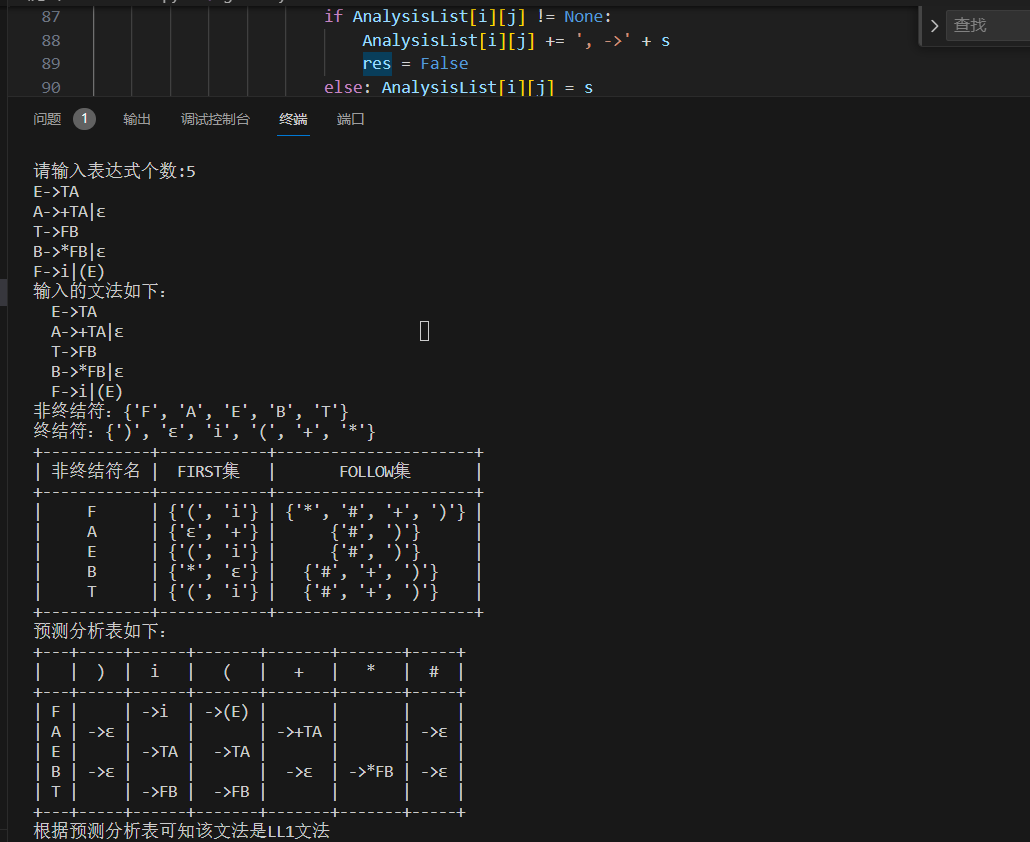 87 if AnalysisList[i][j] != None:
88 AnalysisList[i][j] += ', ->' + s
89 res = False
90 else: AnalysisList[i][j] = s
查找
问题 1 输出 调试控制台 终端 端口
请输入表达式个数:5
E->TA
A->+TA|ε
T->FB
B->*FB|ε
F->i|(E)
输入的文法如下:
E->TA
A->+TA|ε
T->FB
B->*FB|ε
F->i|(E)
非终结符: {'F', 'A', 'E', 'B', 'T'}
终结符: {')', 'ε', 'i', '(', '+', '*'}
+------------+------------+----------------------+
| 非终结符名 | FIRST集 | FOLLOW集 |
+------------+------------+----------------------+
| F | {'(', 'i'} | {'*', '#', '+', ')'} |
| A | {'ε', '+'} | {'#', ')'} |
| E | {'(', 'i'} | {'#', ')'} |
| B | {'*', 'ε'} | {'#', '+', ')'} |
| T | {'(', 'i'} | {'#', '+', ')'} |
+------------+------------+----------------------+
预测分析表如下:
+---+-----+------+-------+-------+-------+-----+
| | ) | i | ( | + | * | # |
+---+-----+------+-------+-------+-------+-----+
| F | | ->i | ->(E) | | | |
| A | ->ε | | | ->+TA | | ->ε |
| E | | ->TA | ->TA | | | |
| B | ->ε | | | ->ε | ->*FB | ->ε |
| T | | ->FB | ->FB | | | |
+---+-----+------+-------+-------+-------+-----+
根据预测分析表可知该文法是LL1文法